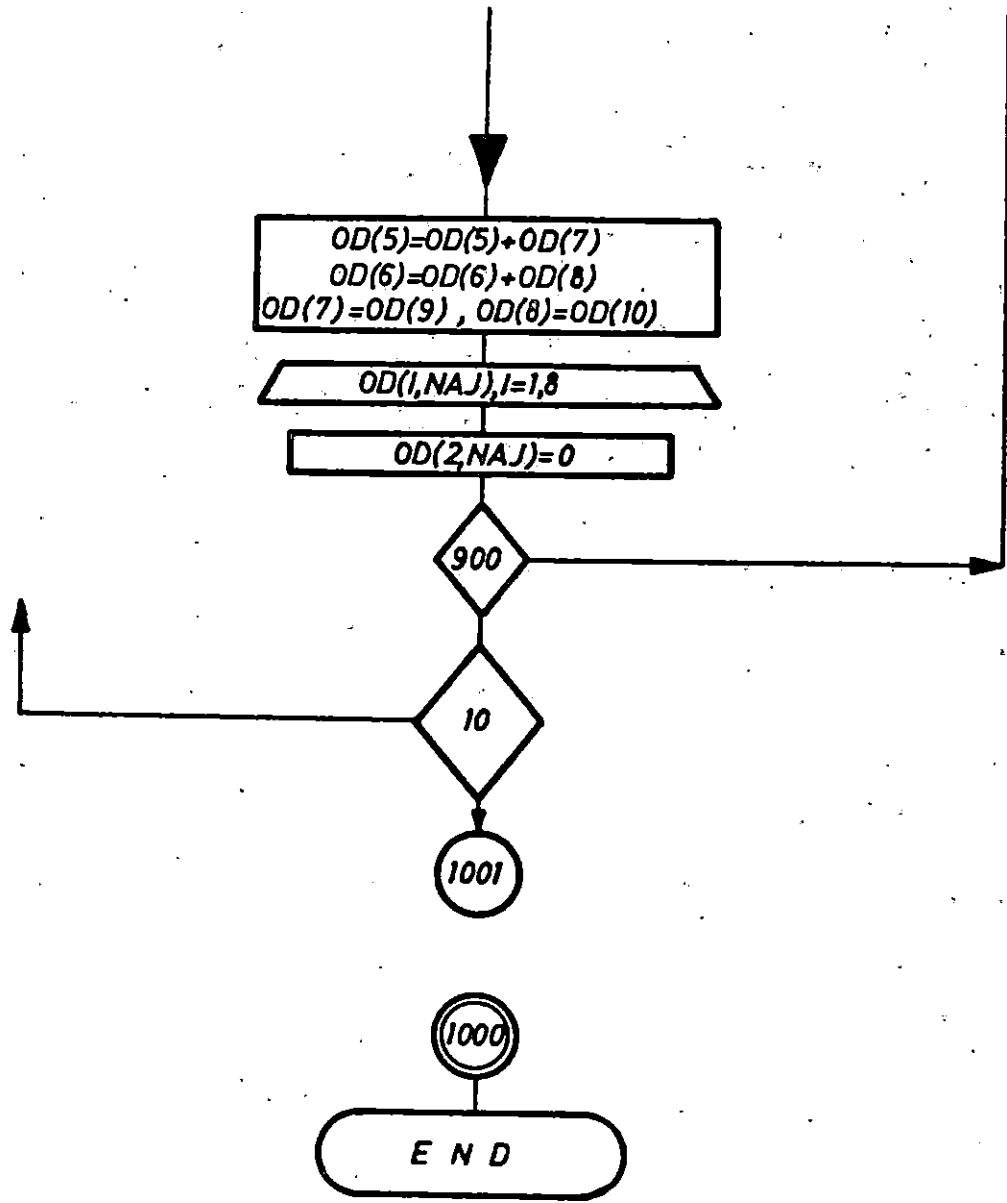 OD(5)=OD(5)+OD(7)
OD(6)=OD(6)+OD(8)
OD(7)=OD(9) , OD(8)=OD(10)
OD(I,NAJ),I=1,8
OD(2,NAJ)=0
900
10
1001
1000
E N D